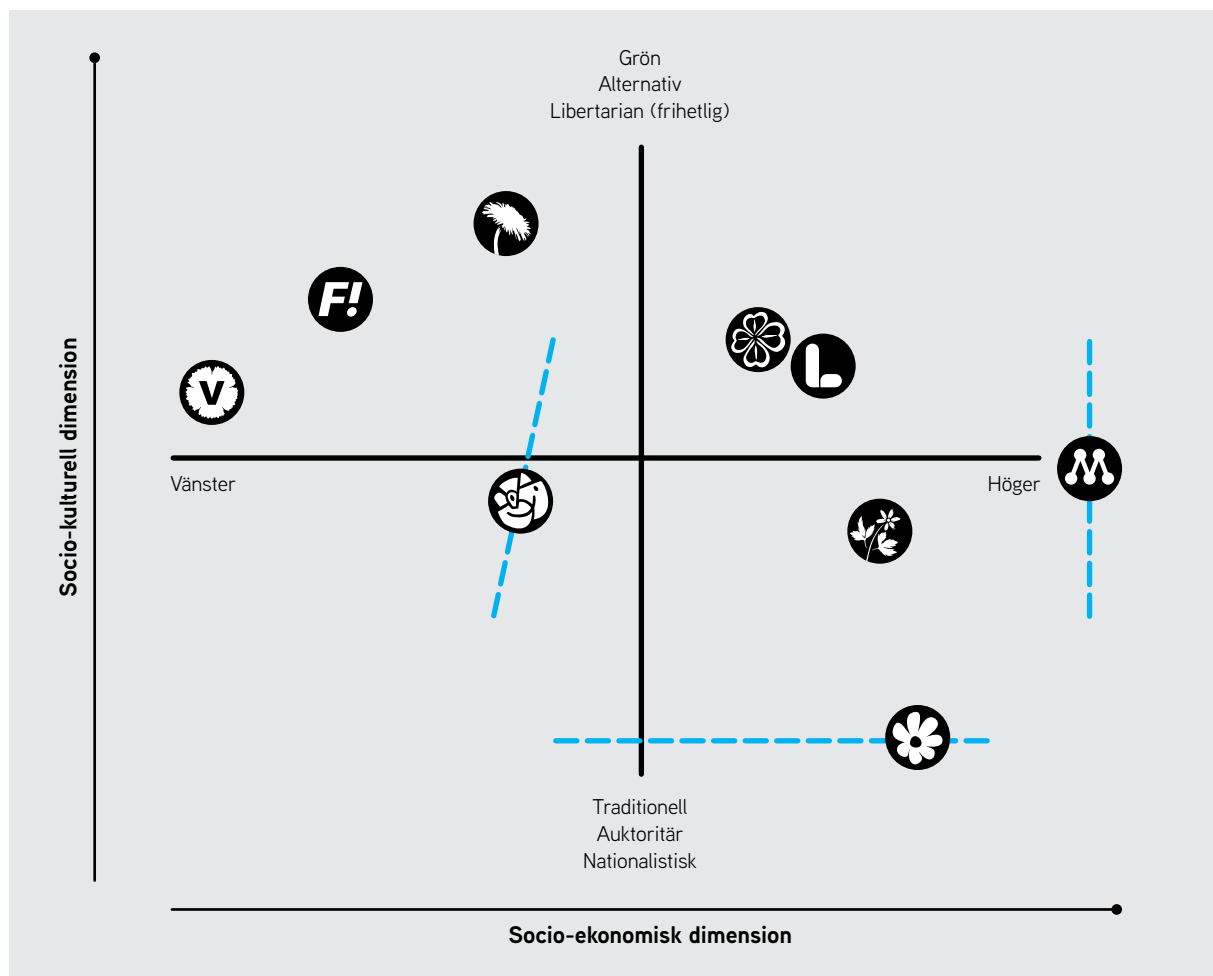 Grön
Alternativ
Libertarian (frihetlig)
F!
V
L
Socio-kulturell dimension
Vänster
Höger
M
Traditionell
Auktoritär
Nationalistisk
Socio-ekonomisk dimension